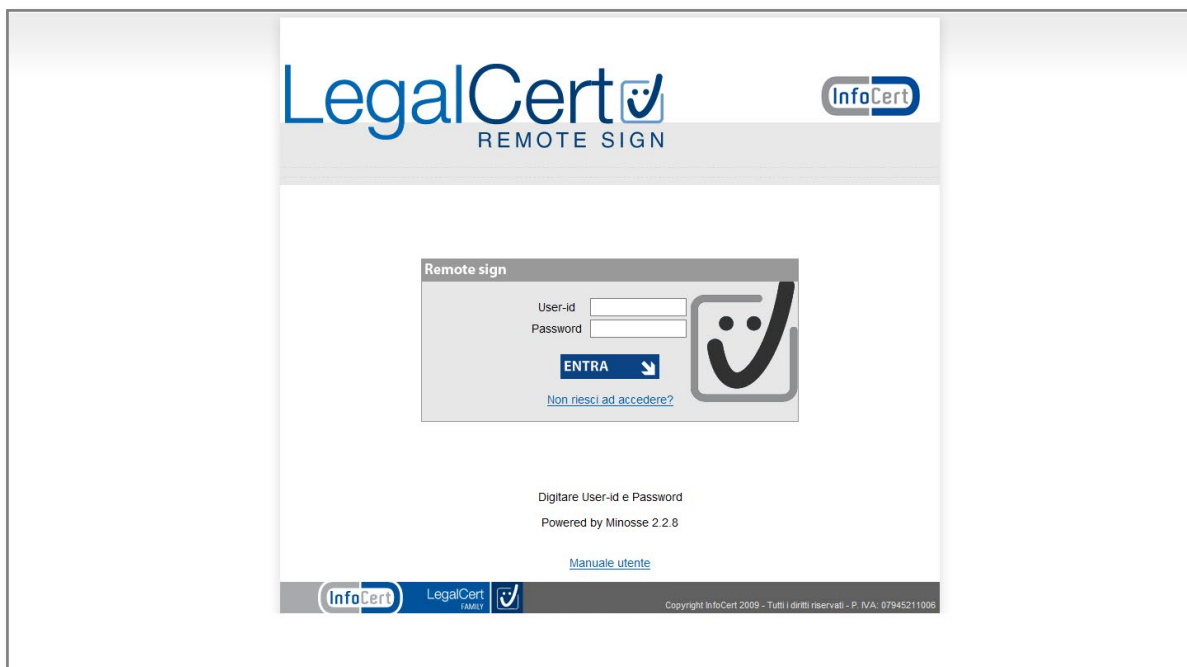 LegalCert
REMOTE SIGN
InfoCert
Remote sign
User-id
Password
ENTRA
Non riesci ad accedere?
Digitare User-id e Password
Powered by Minosse 2.2.8
Manuale utente
InfoCert
LegalCert
FAMILY
Copyright InfoCert 2009 - Tutti i diritti riservati - P. IVA: 07945211006